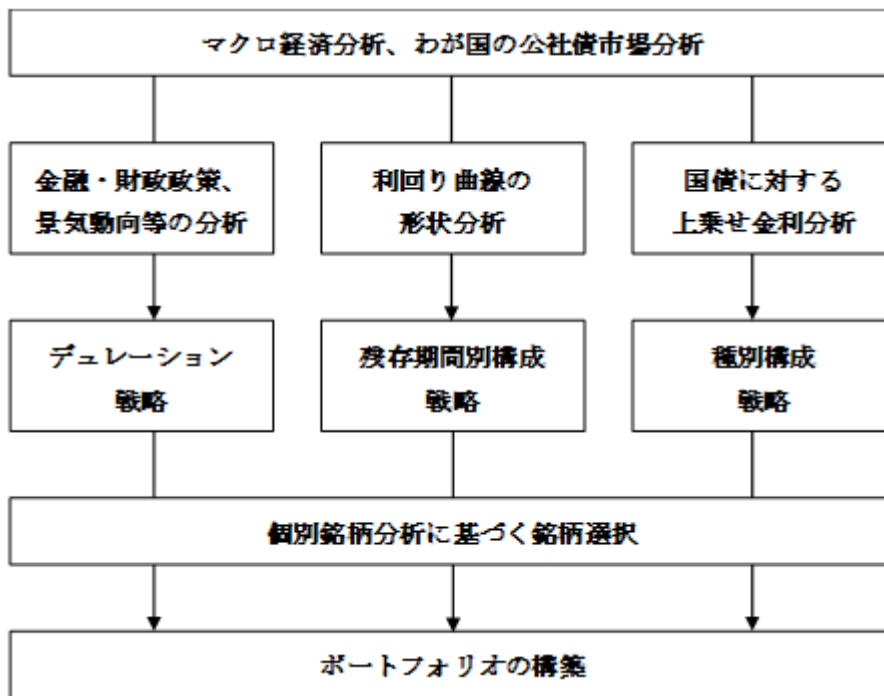 マクロ経済分析、わが国の公社債市場分析
金融・財政政策、
景気動向等の分析
利回り曲線の
形状分析
国債に対する
上乗せ金利分析
デュレーション
戦略
残存期間別構成
戦略
種別構成
戦略
個別銘柄分析に基づく銘柄選択
ポートフォリオの構築